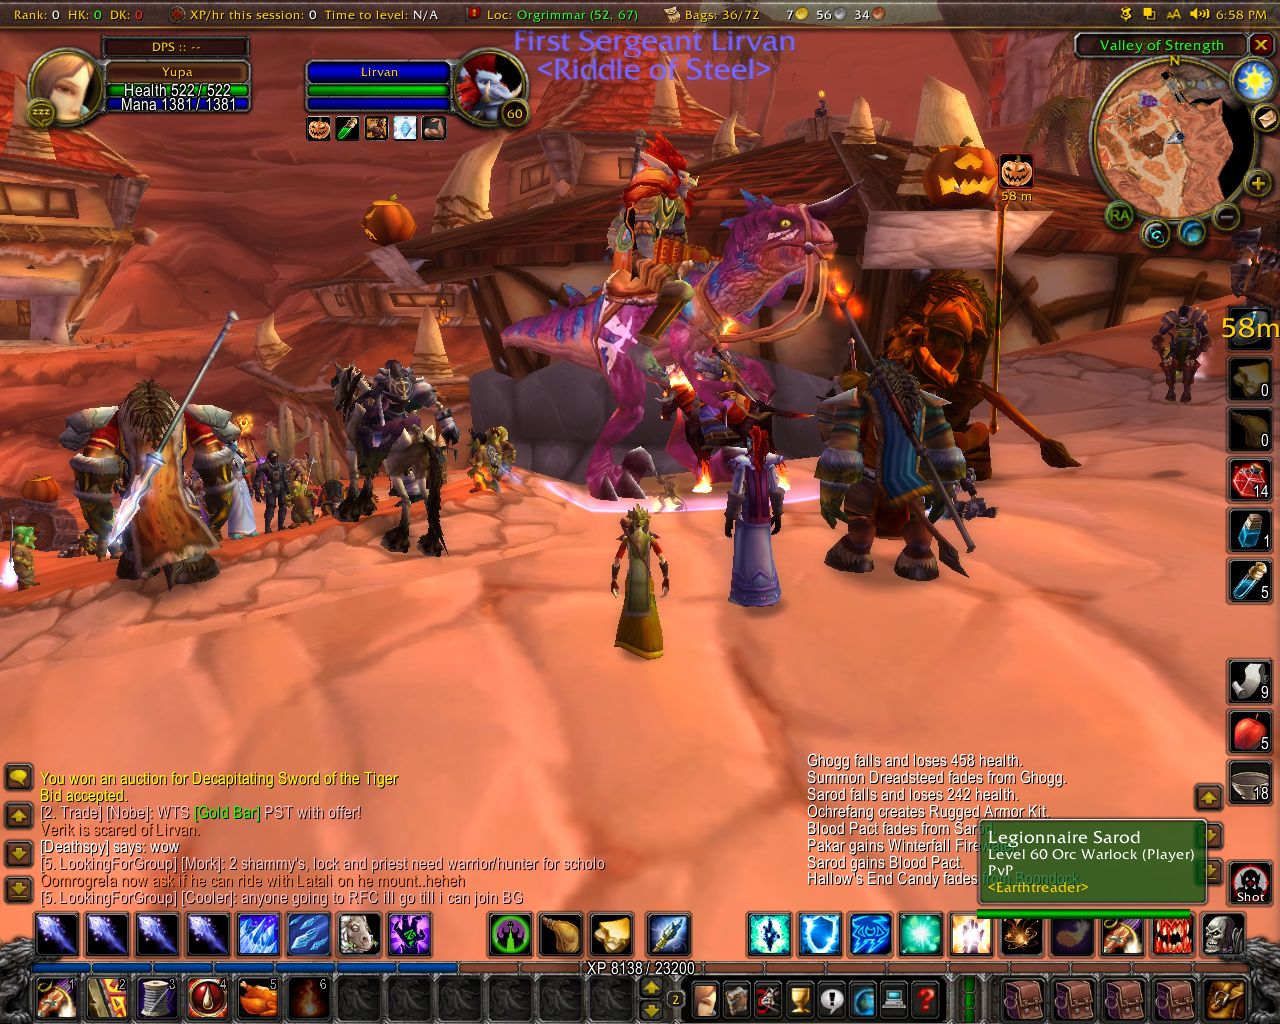 Rank: 0 HK: 0 DK: 0
XP/hr this session: 0 Time to level: N/A
Loc: Orgrimmar (52, 67)
Bags: 36/72
7 56 34
6:58 PM
DPS :: --
Yupa
Health 522 / 522
Mana 1381 / 1381
zzz
Lirvan
60
First Sergeant Lirvan
<Riddle of Steel>
Valley of Strength
N
RA
58 m
58m
0
0
14
1
5
9
5
18
Shot
You won an auction for Decapitating Sword of the Tiger
Bid accepted.
[2. Trade] [Nobe]: WTS [Gold Bar] PST with offer!
Verik is scared of Lirvan.
[Deathspy] says: wow
[5. LookingForGroup] [Mork]: 2 shammy's, lock and priest need warrior/hunter for scholo
Oomrogrela now ask if he can ride with Latali on he mount..heheh
[5. LookingForGroup] [Cooler]: anyone going to RFC ill go till i can join BG
Ghogg falls and loses 458 health.
Summon Dreadsteed fades from Ghogg.
Sarod falls and loses 242 health.
Ochrefang creates Rugged Armor Kit.
Blood Pact fades from Sarod
Pakar gains Winterfall
Sarod gains Blood Pact.
Hallow's End Candy fades
Legionnaire Sarod
Level 60 Orc Warlock (Player)
PvP
<Earthtreader>
XP 8138 / 23200
1 2 3 4 5 6
2